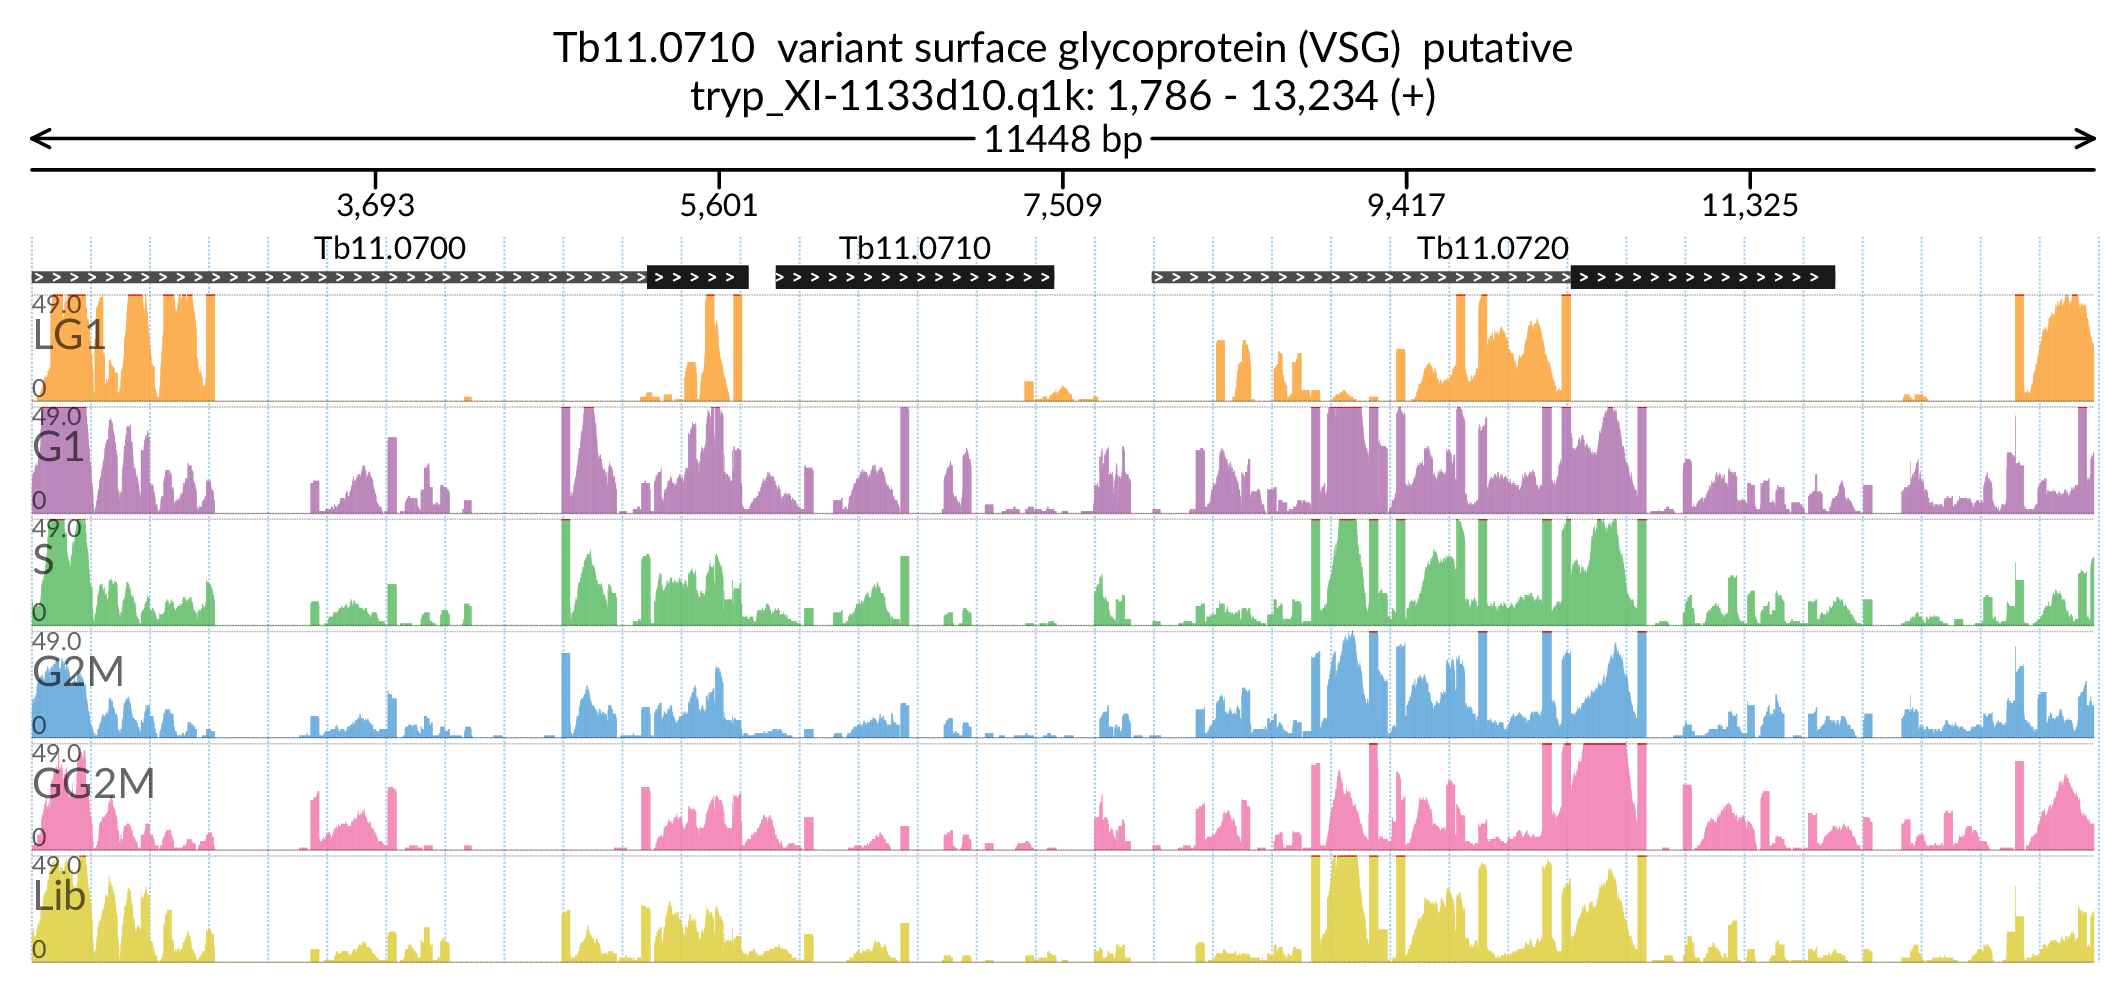 Tb11.0710 variant surface glycoprotein (VSG) putative
tryp_XI-1133d10.q1k: 1,786 - 13,234 (+)
11448 bp
3,693 5,601 7,509 9,417 11,325
Tb11.0700 Tb11.0710 Tb11.0720
49.0
LG1
0
49.0
G1
0
49.0
S
0
49.0
G2M
0
49.0
GG2M
0
49.0
Lib
0